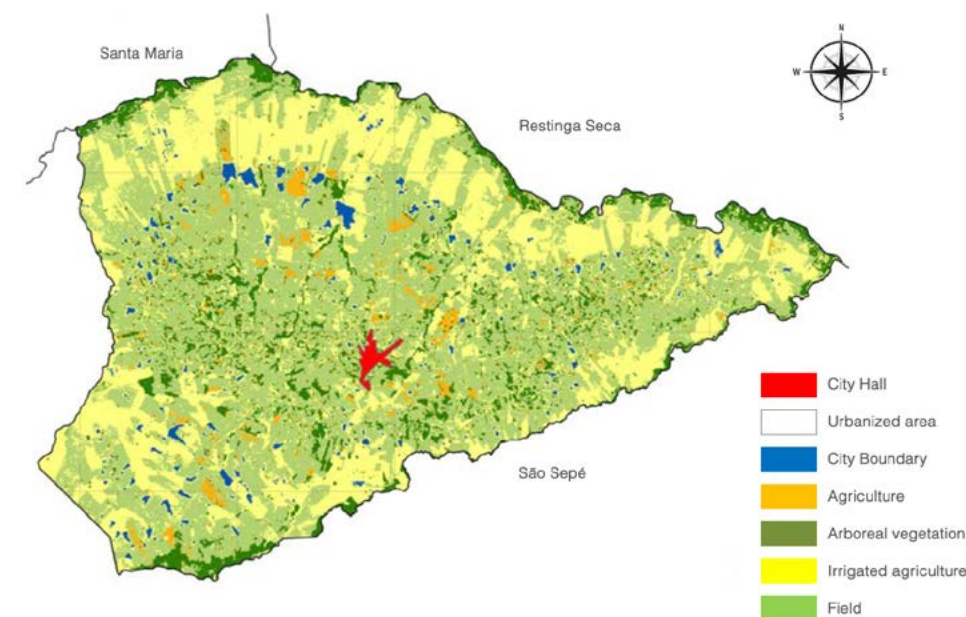 Santa Maria
N
W
E
S
Restinga Seca
São Sepé
City Hall
Urbanized area
City Boundary
Agriculture
Arboreal vegetation
Irrigated agriculture
Field